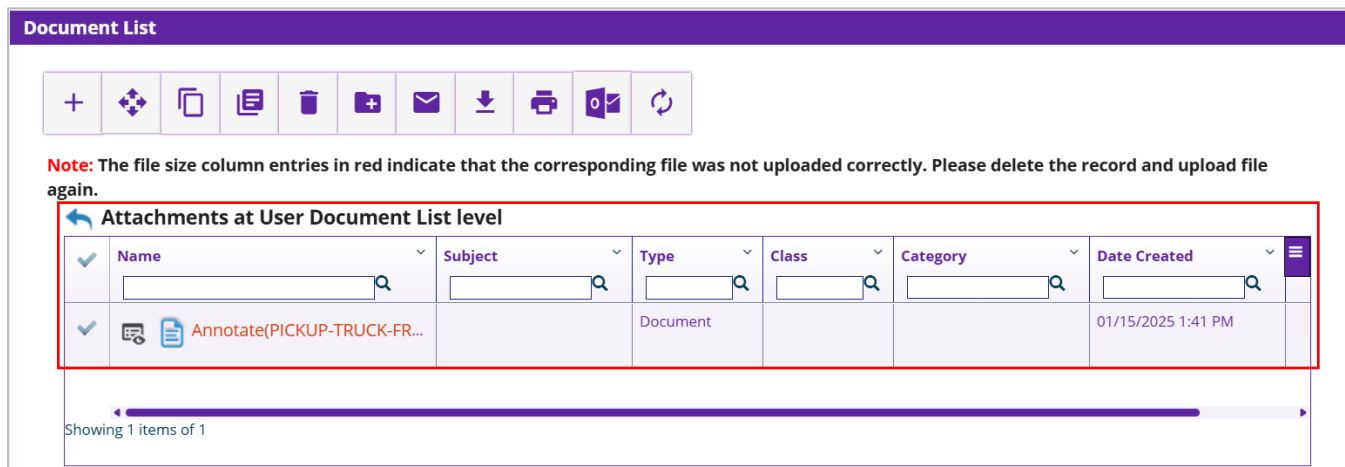 Document List
Note: The file size column entries in red indicate that the corresponding file was not uploaded correctly. Please delete the record and upload file
again.
Attachments at User Document List level
Name Subject Type Class Category Date Created
Annotate(PICKUP-TRUCK-FR... Document 01/15/2025 1:41 PM
Showing 1 items of 1